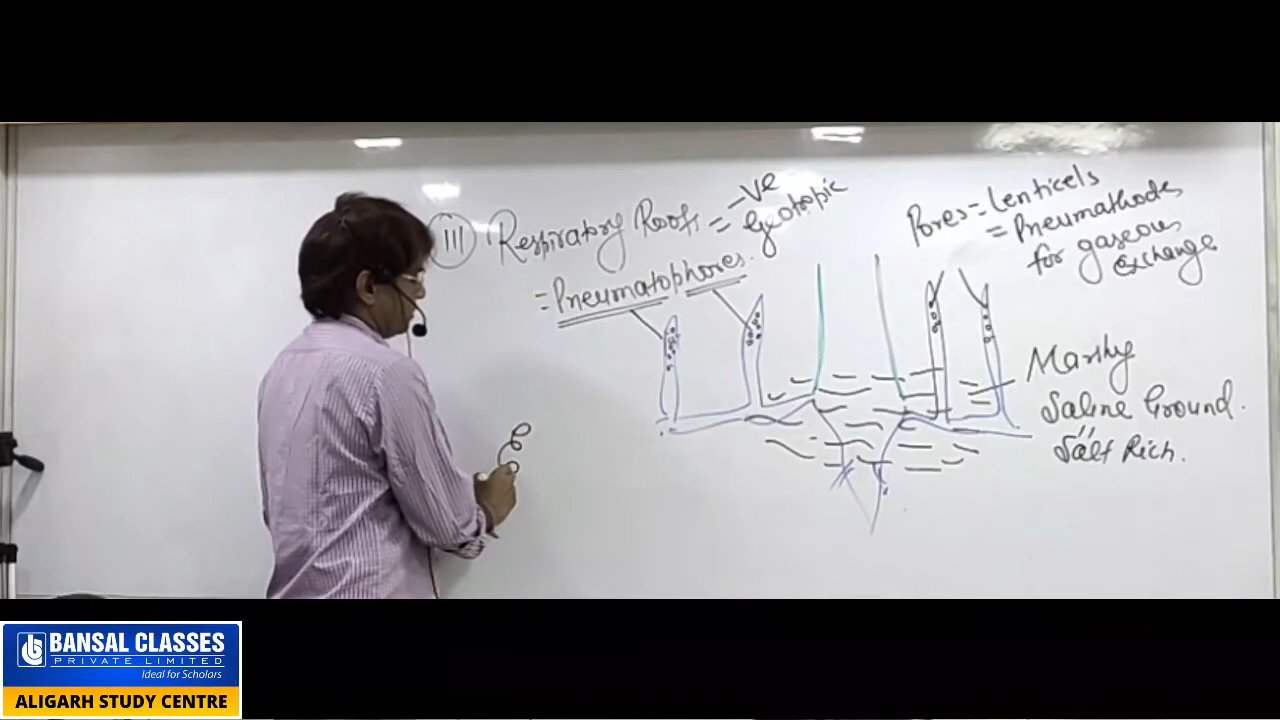 III Respiratory Roots = -ve Geotropic
= Pneumatophores.
Pores = Lenticels
= Pneumathodes
for gaseous
exchange
Marshy
Saline Ground.
Salt Rich.
BANSAL CLASSES
PRIVATE LIMITED
Ideal for Scholars
ALIGARH STUDY CENTRE